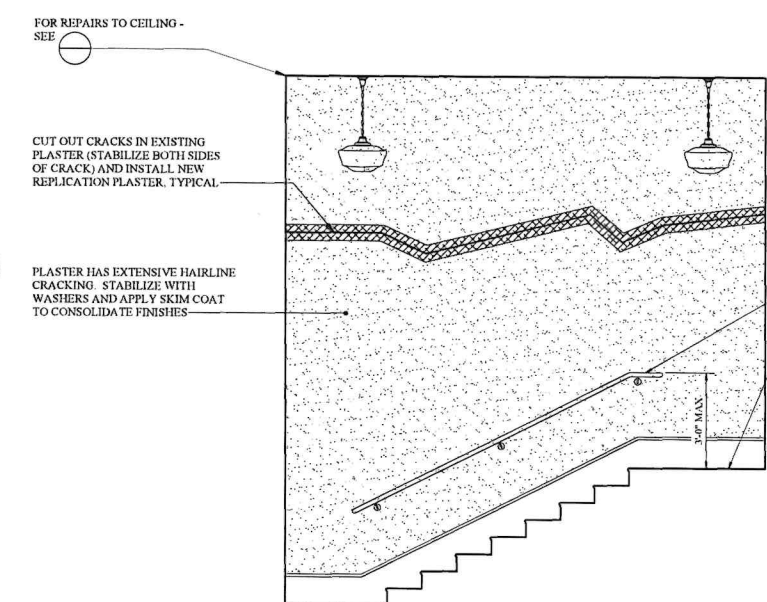 FOR REPAIRS TO CEILING -
SEE
CUT OUT CRACKS IN EXISTING
PLASTER (STABILIZE BOTH SIDES
OF CRACK) AND INSTALL NEW
REPLICATION PLASTER, TYPICAL
PLASTER HAS EXTENSIVE HAIRLINE
CRACKING. STABILIZE WITH
WASHERS AND APPLY SKIM COAT
TO CONSOLIDATE FINISHES
3'-0" MAX